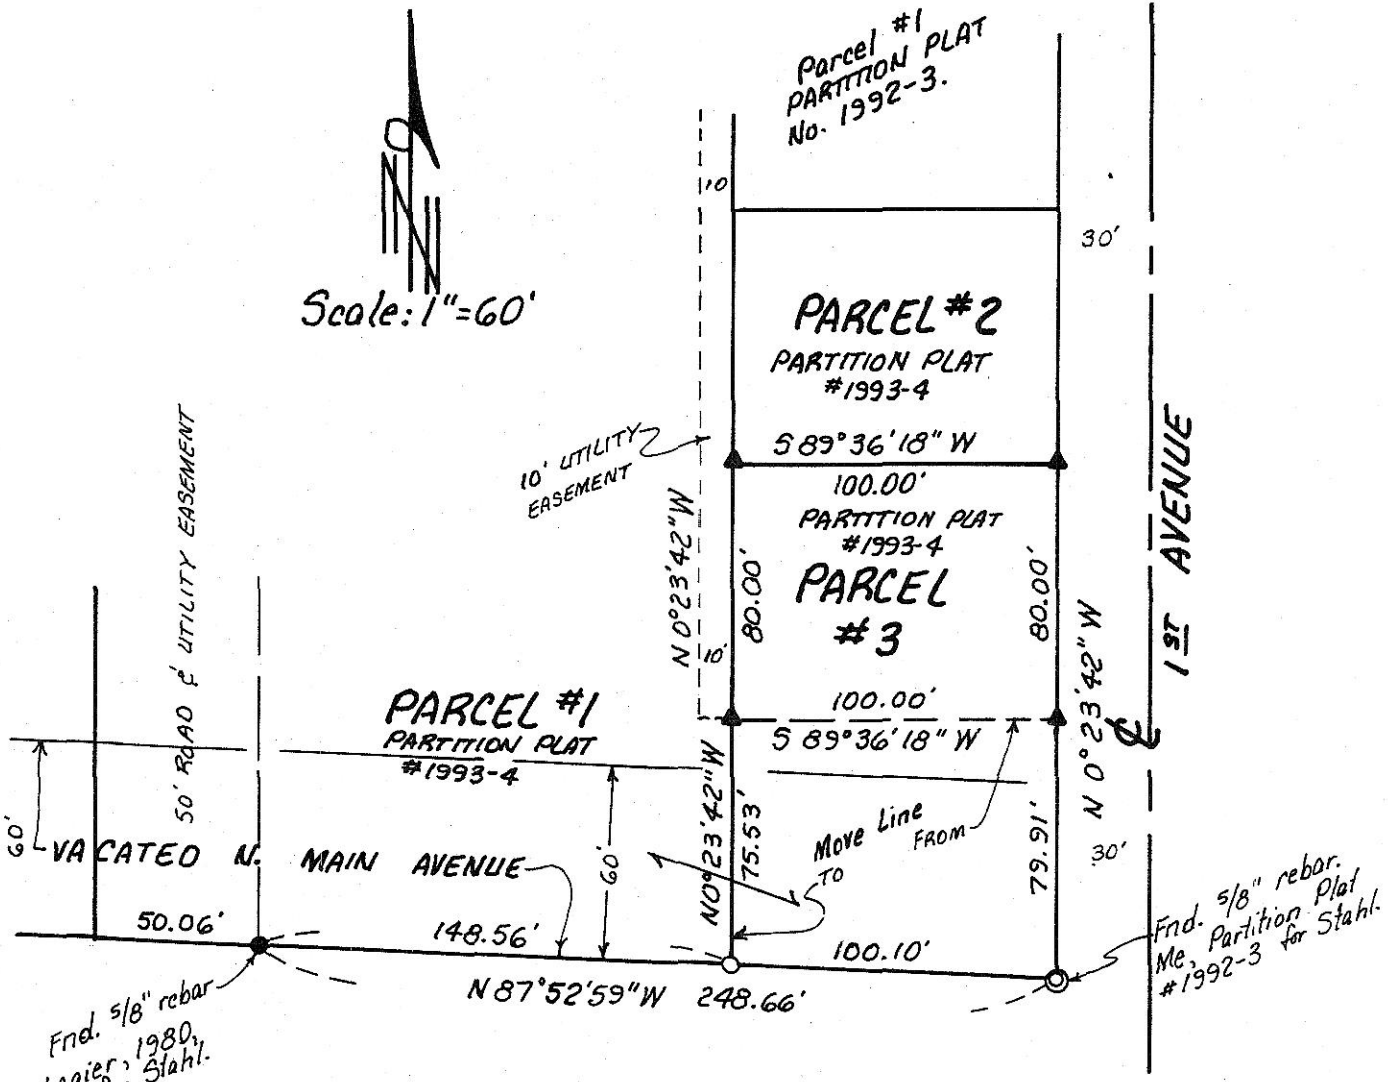 Parcel #1
PARTITION PLAT
No. 1992-3.
N
Scale: 1"=60'
10
30'
PARCEL #2
PARTITION PLAT
#1993-4
S 89°36'18" W
100.00'
10' UTILITY
EASEMENT
PARTITION PLAT
#1993-4
PARCEL
#3
80.00'
80.00'
N 0°23'42" W
10'
N 0°23'42" W
1ST AVENUE
℄
100.00'
S 89°36'18" W
50' ROAD & UTILITY EASEMENT
PARCEL #1
PARTITION PLAT
#1993-4
60'
VACATED N. MAIN AVENUE
60'
N0°23'42"W
75.53'
Move Line
FROM
TO
79.91'
30'
50.06'
148.56'
100.10'
N 87°52'59" W 248.66'
Fnd. 5/8" rebar.
Me, Partition Plat
#1992-3 for Stahl.
Fnd. 5/8" rebar
1980,
Stahl.